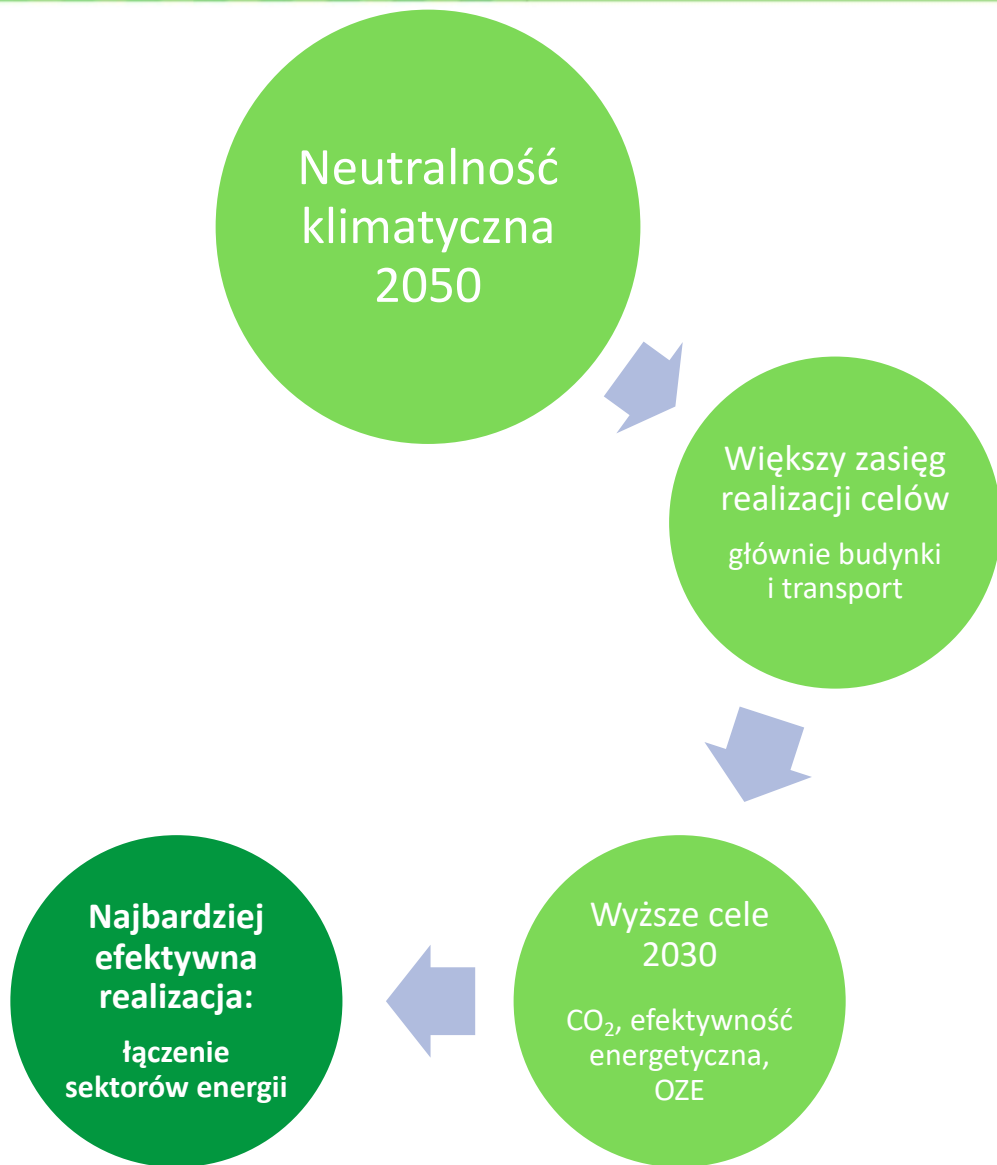 Neutralność
klimatyczna
2050
Większy zasięg
realizacji celów
głównie budynki
i transport
Wyższe cele
2030
CO₂, efektywność
energetyczna,
OZE
Najbardziej
efektywna
realizacja:
łączenie
sektorów energii